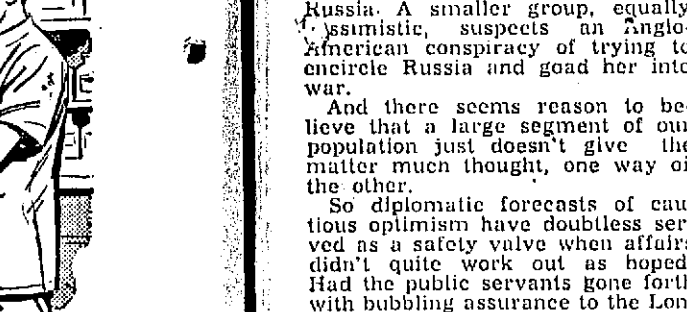 Russia. A smaller group, equally
suspects an Anglo-
American conspiracy of trying to
encircle Russia and goad her into
war.
And there seems reason to be-
lieve that a large segment of our
population just doesn't give the
matter much thought, one way or
the other.
So diplomatic forecasts of cau-
tious optimism have doubtless ser-
ved as a safety valve when affairs
didn't quite work out as hoped.
Had the public servants gone forth
with bubbling assurance to the Lon-